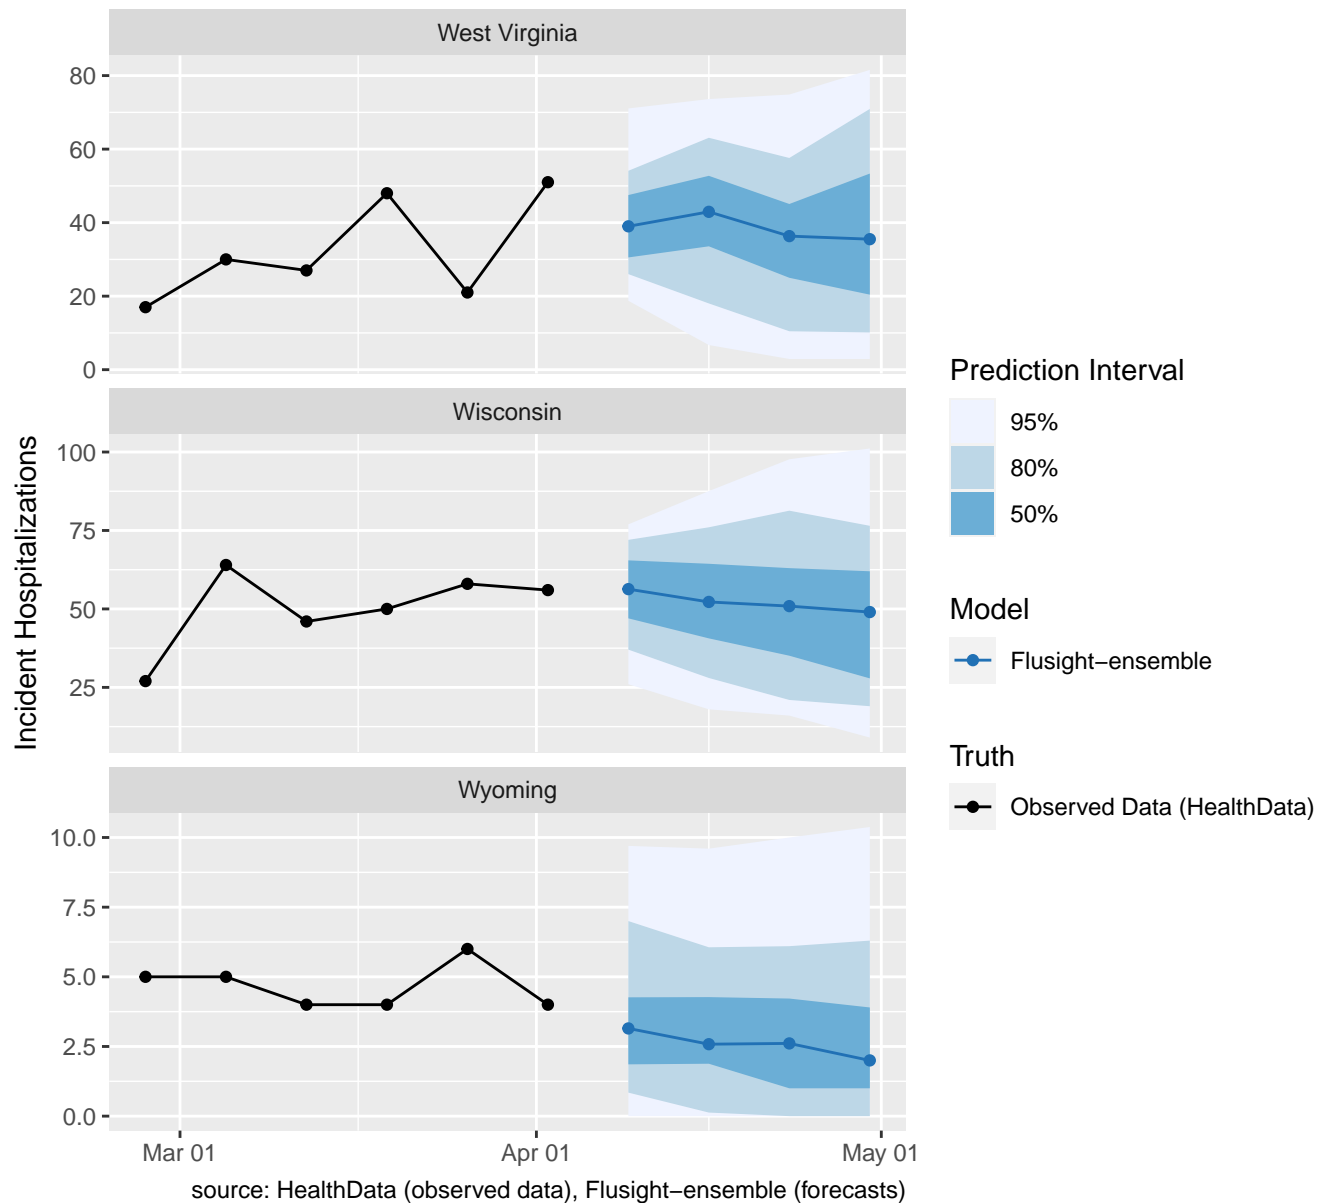 West Virginia
80
60
40
20
0
Wisconsin
100
75
50
25
Wyoming
10.0
7.5
5.0
2.5
0.0
Mar 01 Apr 01 May 01
Incident Hospitalizations
source: HealthData (observed data), Flusight−ensemble (forecasts)
Prediction Interval
95%
80%
50%
Model
Flusight−ensemble
Truth
Observed Data (HealthData)